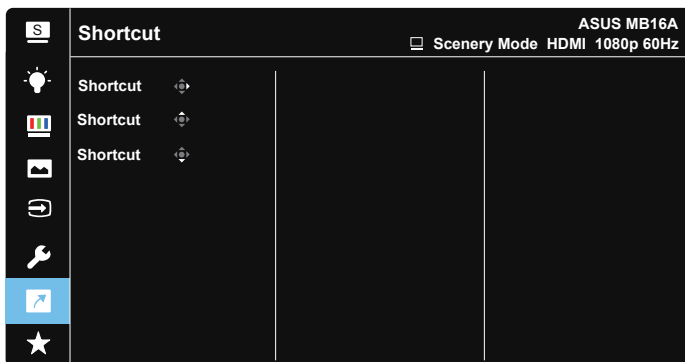 S
Shortcut
ASUS MB16A
Scenery Mode HDMI 1080p 60Hz
Shortcut
Shortcut
Shortcut